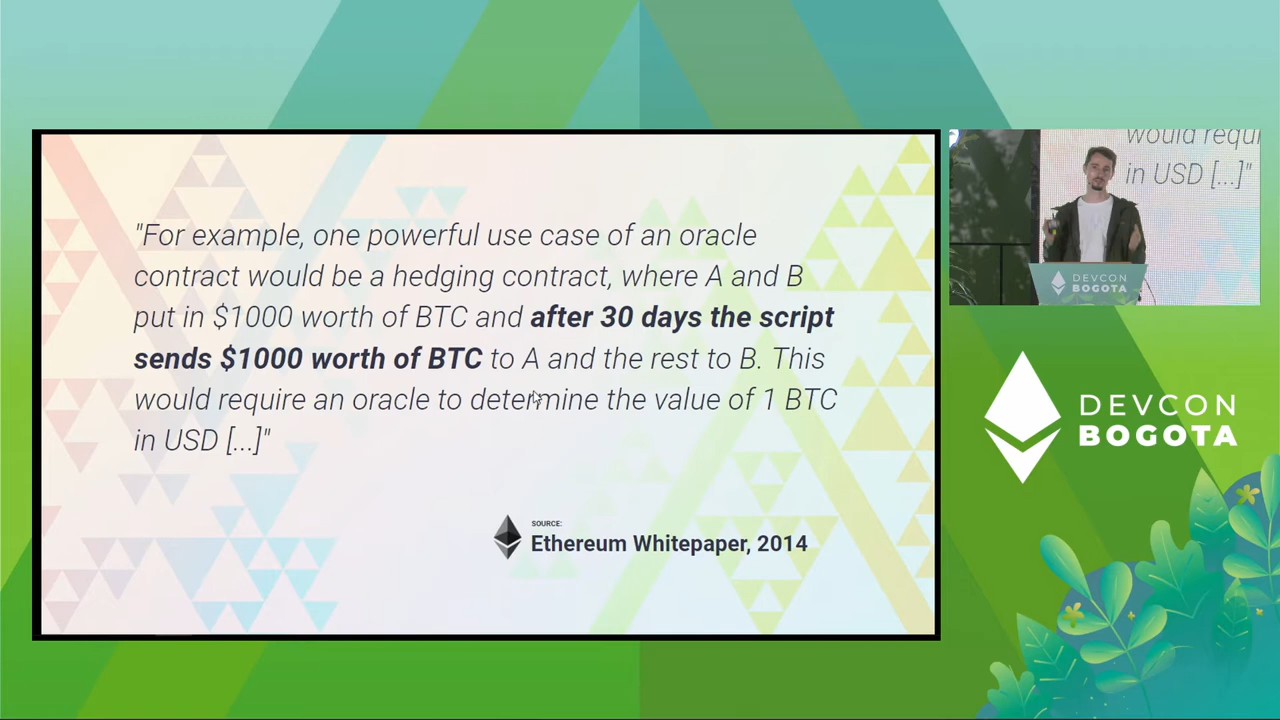 "For example, one powerful use case of an oracle
contract would be a hedging contract, where A and B
put in $1000 worth of BTC and after 30 days the script
sends $1000 worth of BTC to A and the rest to B. This
would require an oracle to determine the value of 1 BTC
in USD [...]"
SOURCE:
Ethereum Whitepaper, 2014
would requi
in USD [...]"
DEVCON
BOGOTA
DEVCON
BOGOTA